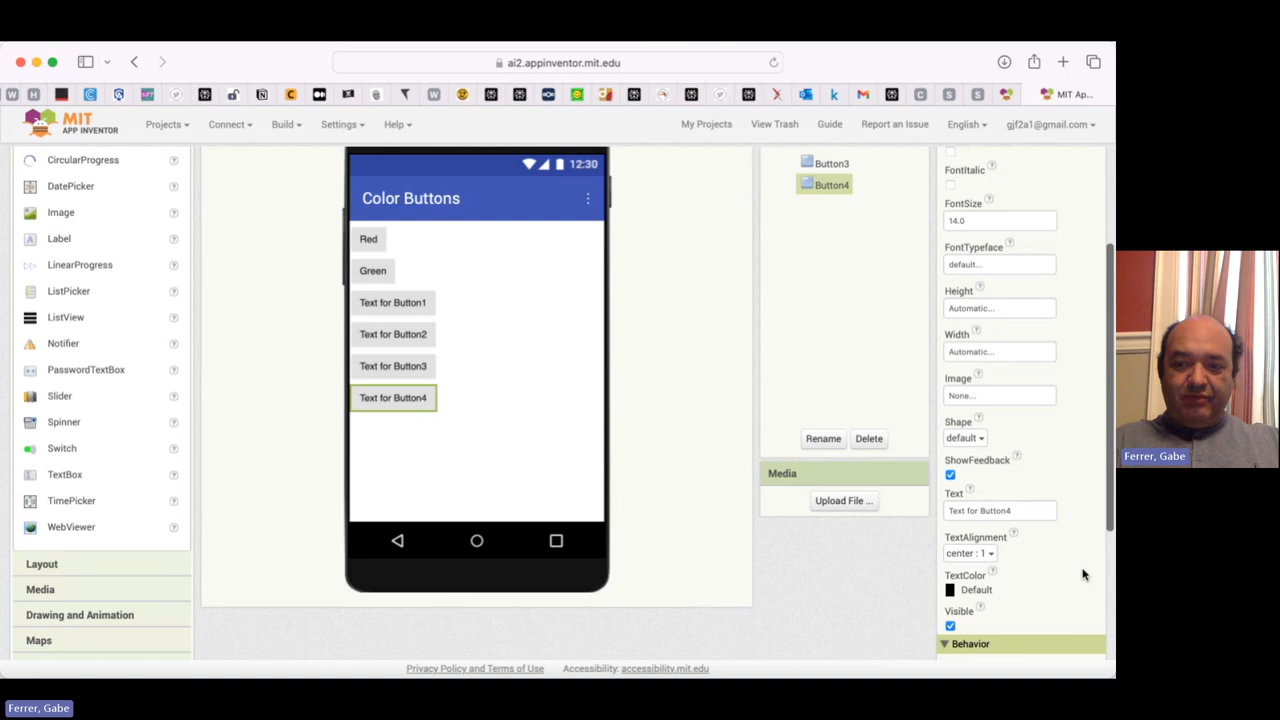 ai2.appinventor.mit.edu
MIT Ap...
MIT
APP INVENTOR
Projects
Connect
Build
Settings
Help
My Projects
View Trash
Guide
Report an Issue
English
gjf2a1@gmail.com
CircularProgress
DatePicker
Image
Label
LinearProgress
ListPicker
ListView
Notifier
PasswordTextBox
Slider
Spinner
Switch
TextBox
TimePicker
WebViewer
Layout
Media
Drawing and Animation
Maps
12:30
Color Buttons
Red
Green
Text for Button1
Text for Button2
Text for Button3
Text for Button4
Button3
Button4
Rename
Delete
Media
Upload File ...
FontItalic
FontSize
14.0
FontTypeface
default...
Height
Automatic...
Width
Automatic...
Image
None...
Shape
default
ShowFeedback
Text
Text for Button4
TextAlignment
center : 1
TextColor
Default
Visible
Behavior
Privacy Policy and Terms of Use
Accessibility: accessibility.mit.edu
Ferrer, Gabe
Ferrer, Gabe